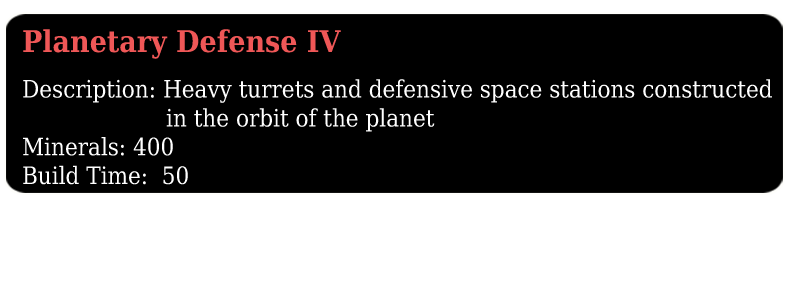 Planetary Defense IV
Description: Heavy turrets and defensive space stations constructed
in the orbit of the planet
Minerals: 400
Build Time:  50